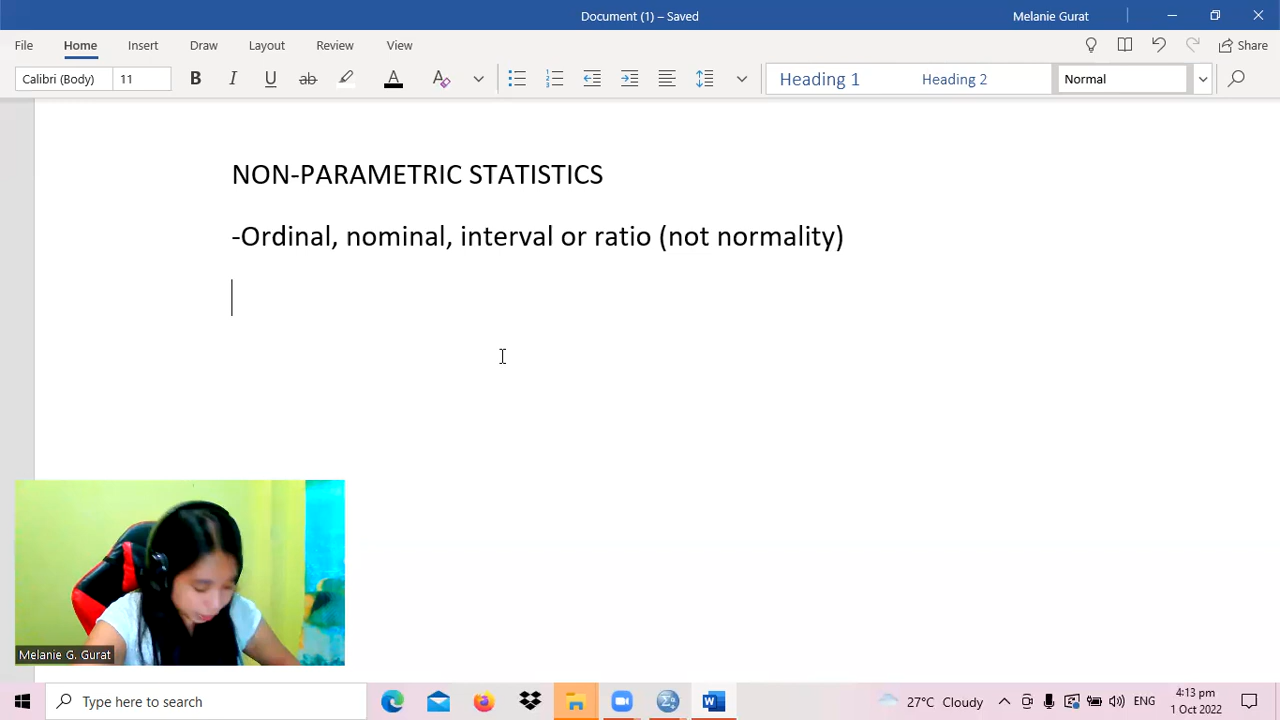 Document (1) – Saved
Melanie Gurat
File Home Insert Draw Layout References Review View
Share
Calibri (Body) 11 B I U ab A A Heading 1 Heading 2 Normal
NON-PARAMETRIC STATISTICS
-Ordinal, nominal, interval or ratio (not normality)
Melanie G. Gurat
Type here to search
27°C Cloudy
ENG
4:13 pm
1 Oct 2022